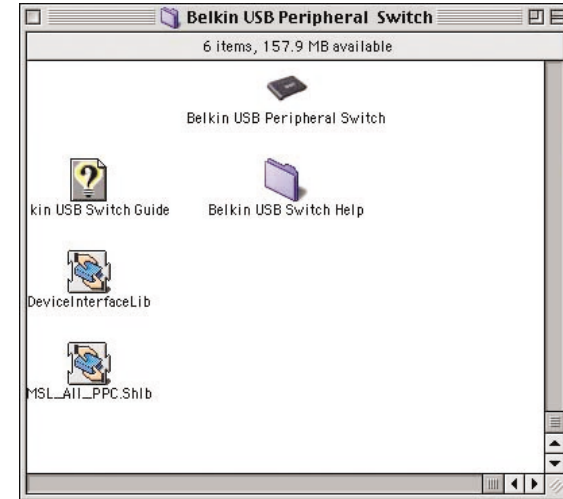 Belkin USB Peripheral Switch
6 items, 157.9 MB available
Belkin USB Peripheral Switch
kin USB Switch Guide
Belkin USB Switch Help
DeviceInterfaceLib
MSL_All_PPC.Shlb